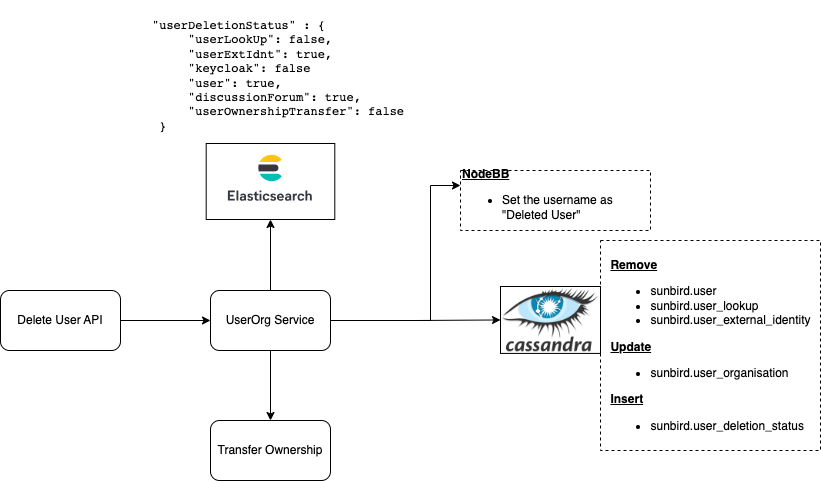 "userDeletionStatus" : {
"userLookUp": false,
"userExtIdnt": true,
"keycloak": false
"user": true,
"discussionForum": true,
"userOwnershipTransfer": false
}
Elasticsearch
NodeBB
Set the username as
"Deleted User"
Delete User API
UserOrg Service
cassandra
Remove
sunbird.user
sunbird.user_lookup
sunbird.user_external_identity
Update
sunbird.user_organisation
Insert
sunbird.user_deletion_status
Transfer Ownership